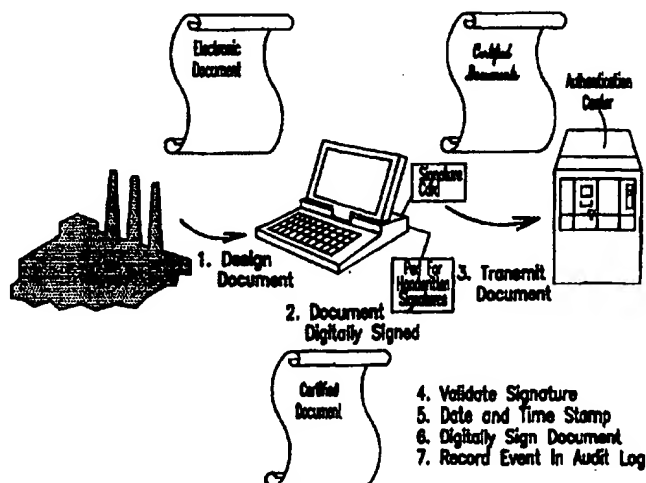 Electronic
Document
Certified
Documents
Authentication
Center
Signature
Card
1. Design
Document
Pad For
Handwritten
Signatures
3. Transmit
Document
2. Document
Digitally Signed
Certified
Document
4. Validate Signature
5. Date and Time Stamp
6. Digitally Sign Document
7. Record Event In Audit Log